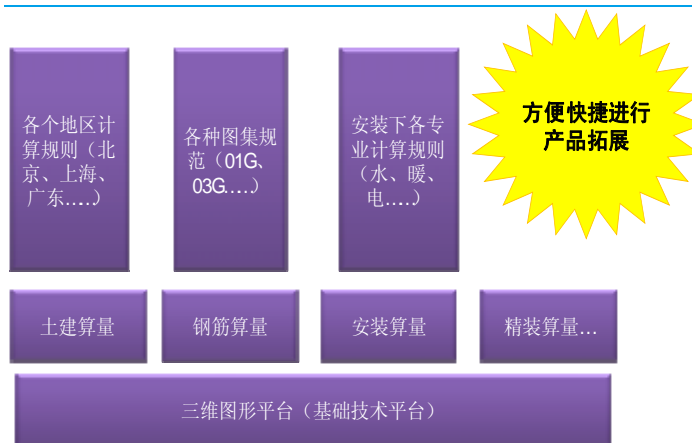 各个地区计
算规则（北
京、上海、
广东.....）
各种图集规
范（01G、
03G.....）
安装下各专
业计算规则
（水、暖、
电.....）
方便快捷进行
产品拓展
土建算量
钢筋算量
安装算量
精装算量...
三维图形平台（基础技术平台）